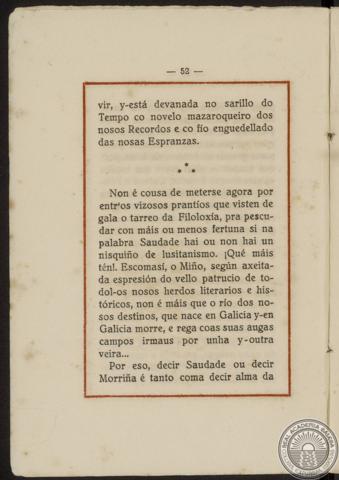 — 52 —
vir, y-está devanada no sarillo do
Tempo co novelo mazaroqueiro dos
nosos Recordos e co fío enguedellado
das nosas Espranzas.
* * *
Non é cousa de meterse agora por
entr'os vizosos prantíos que visten de
gala o tarreo da Filoloxía, pra pescu-
dar con máis ou menos fertuna si na
palabra Saudade hai ou non hai un
nisquiño de lusitanismo. ¡Qué máis
tén!. Escomasí, o Miño, según axeita-
da espresión do vello patrucio de to-
dol-os nosos herdos literarios e his-
tóricos, non é máis que o río dos no-
sos destinos, que nace en Galicia y-en
Galicia morre, e rega coas suas augas
campos irmaus por unha y-outra
veira...
Por eso, decir Saudade ou decir
Morriña é tanto coma decir alma da